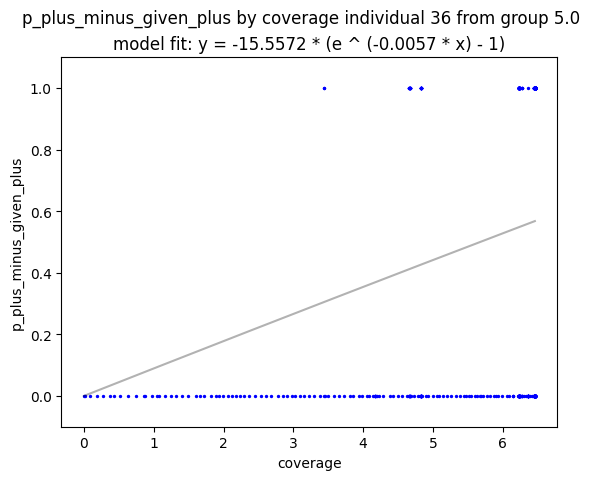 p_plus_minus_given_plus by coverage individual 36 from group 5.0
model fit: y = -15.5572 * (e ^ (-0.0057 * x) - 1)
1.0
0.8
0.6
0.4
0.2
0.0
p_plus_minus_given_plus
0 1 2 3 4 5 6
coverage